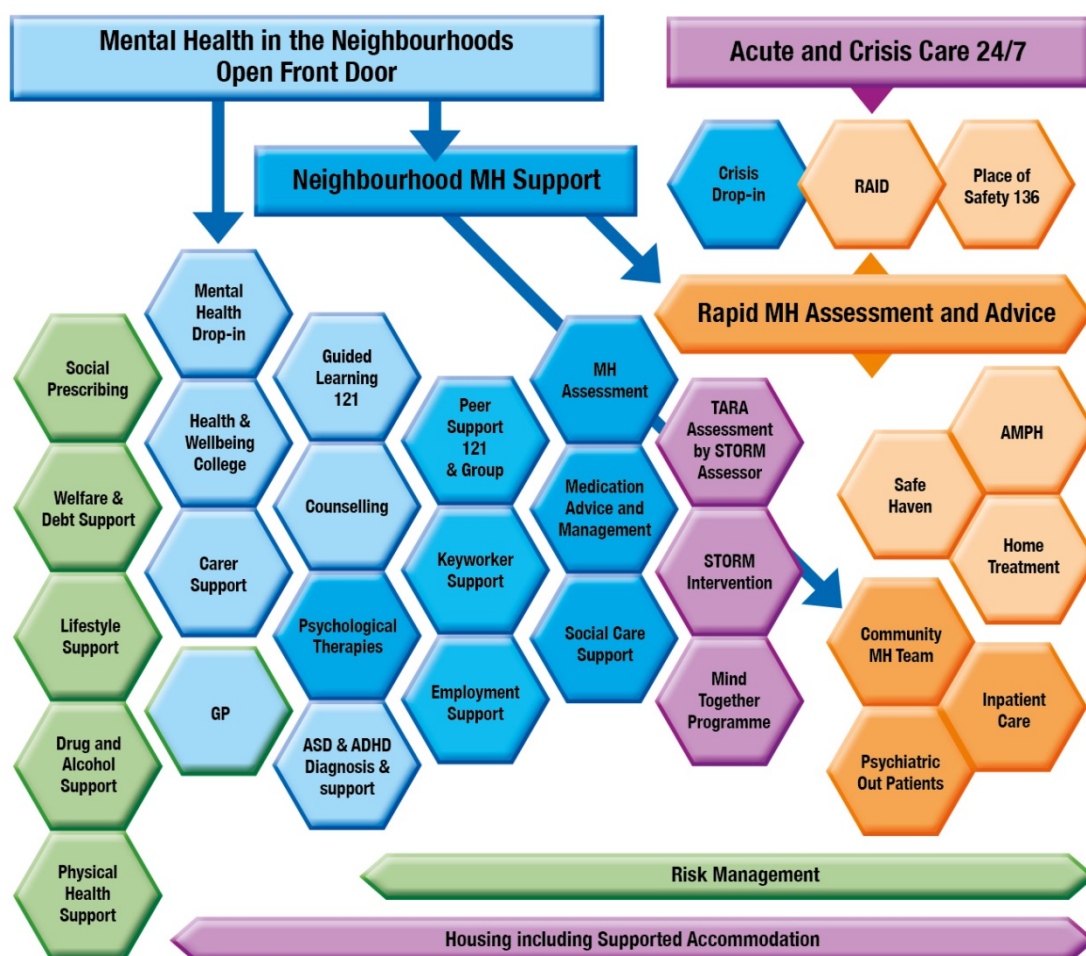 Mental Health in the Neighbourhoods
Open Front Door
Acute and Crisis Care 24/7
Neighbourhood MH Support
Crisis
Drop-in
RAID
Place of
Safety 136
Rapid MH Assessment and Advice
Mental
Health
Drop-in
Social
Prescribing
Guided
Learning
121
MH
Assessment
Health &
Wellbeing
College
Peer
Support
121
& Group
TARA
Assessment
by STORM
Assessor
AMPH
Safe
Haven
Welfare &
Debt Support
Counselling
Medication
Advice and
Management
Carer
Support
Keyworker
Support
STORM
Intervention
Home
Treatment
Lifestyle
Support
Psychological
Therapies
Social Care
Support
Community
MH Team
GP
Employment
Support
Mind
Together
Programme
Inpatient
Care
Drug and
Alcohol
Support
ASD & ADHD
Diagnosis &
support
Psychiatric
Out Patients
Physical
Health
Support
Risk Management
Housing including Supported Accommodation